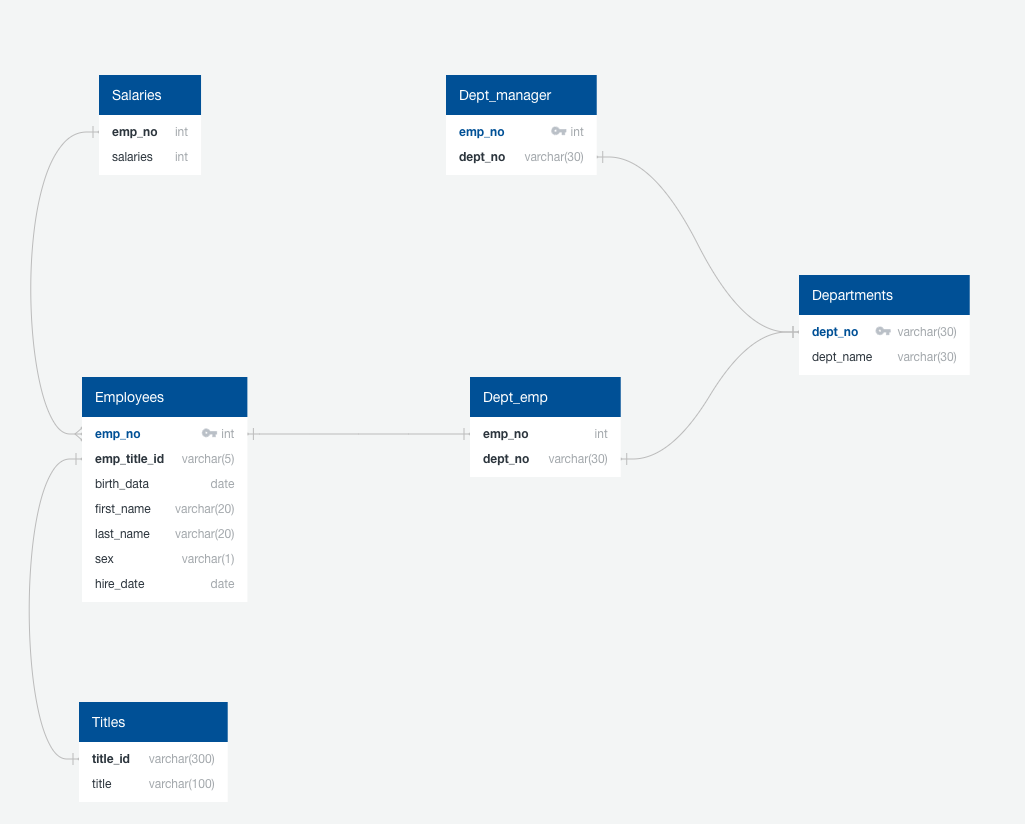 Salaries
emp_no int
salaries int
Dept_manager
emp_no int
dept_no varchar(30)
Departments
dept_no varchar(30)
dept_name varchar(30)
Employees
emp_no int
emp_title_id varchar(5)
birth_data date
first_name varchar(20)
last_name varchar(20)
sex varchar(1)
hire_date date
Dept_emp
emp_no int
dept_no varchar(30)
Titles
title_id varchar(300)
title varchar(100)